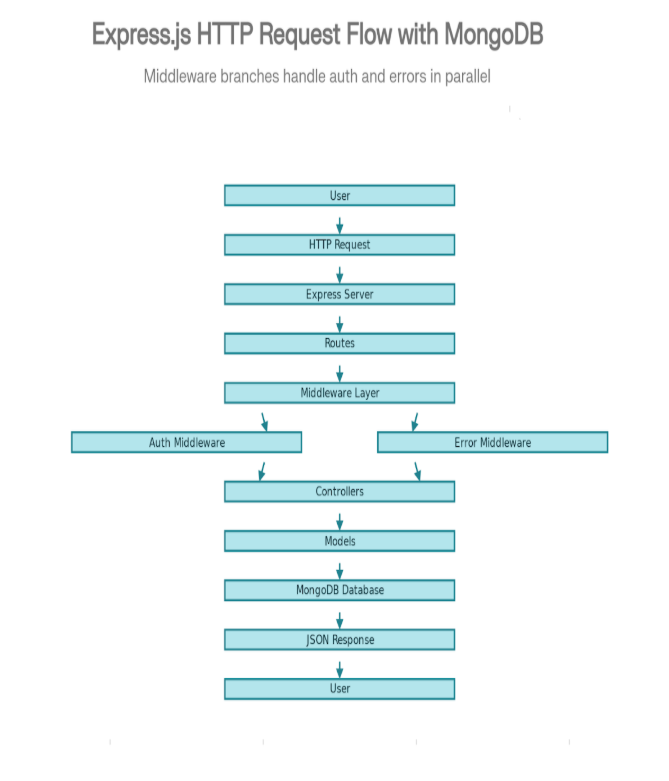 Express.js HTTP Request Flow with MongoDB
Middleware branches handle auth and errors in parallel
User
HTTP Request
Express Server
Routes
Middleware Layer
Auth Middleware
Error Middleware
Controllers
Models
MongoDB Database
JSON Response
User